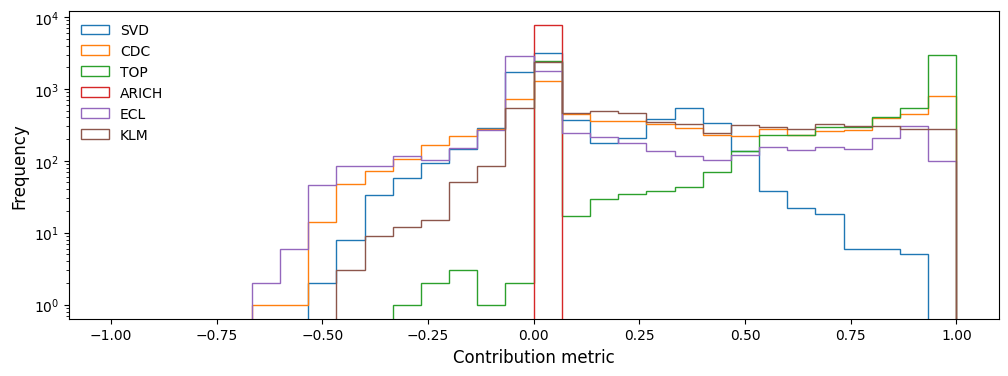 SVD
CDC
TOP
ARICH
ECL
KLM
Frequency
10⁴
10³
10²
10¹
10⁰
−1.00 −0.75 −0.50 −0.25 0.00 0.25 0.50 0.75 1.00
Contribution metric